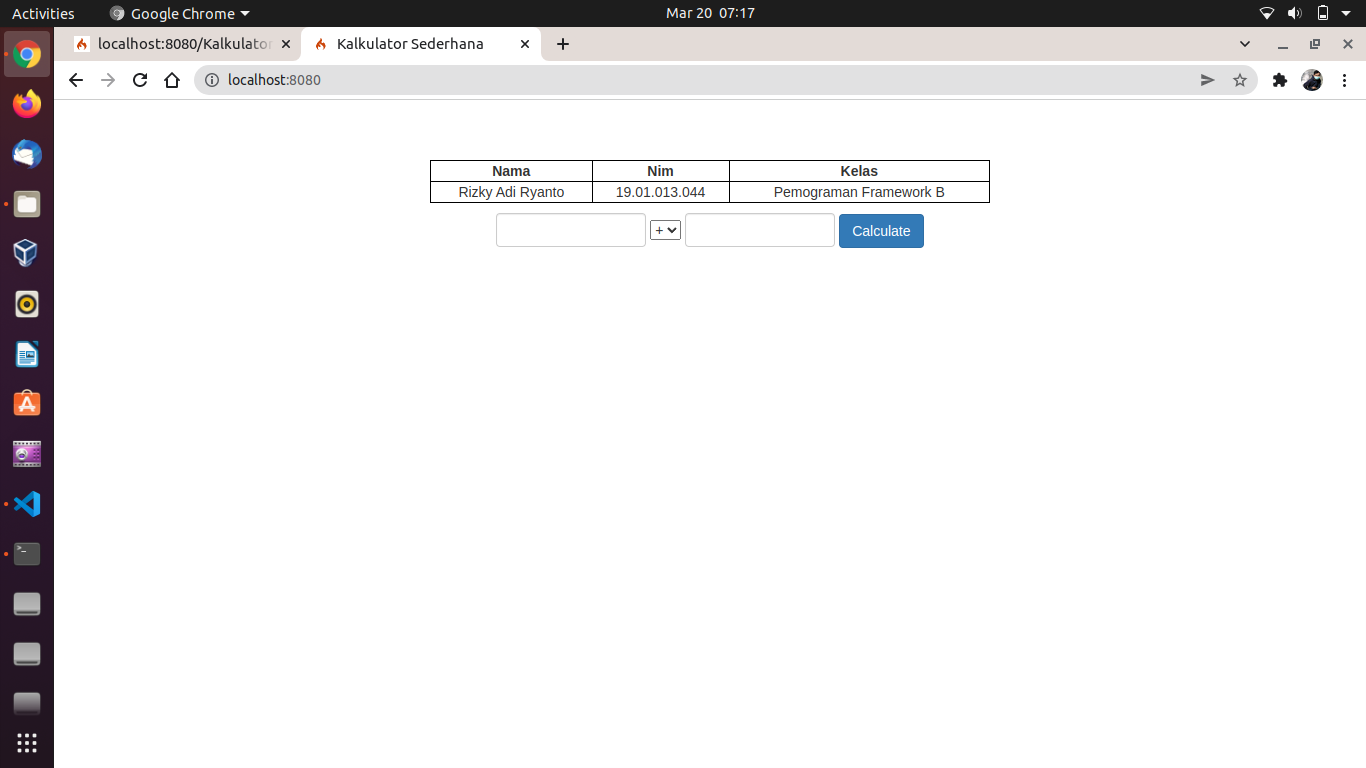 Activities Google Chrome Mar 20 07:17
localhost:8080/Kalkulator Kalkulator Sederhana
localhost:8080
Nama Nim Kelas
Rizky Adi Ryanto 19.01.013.044 Pemograman Framework B
+ Calculate